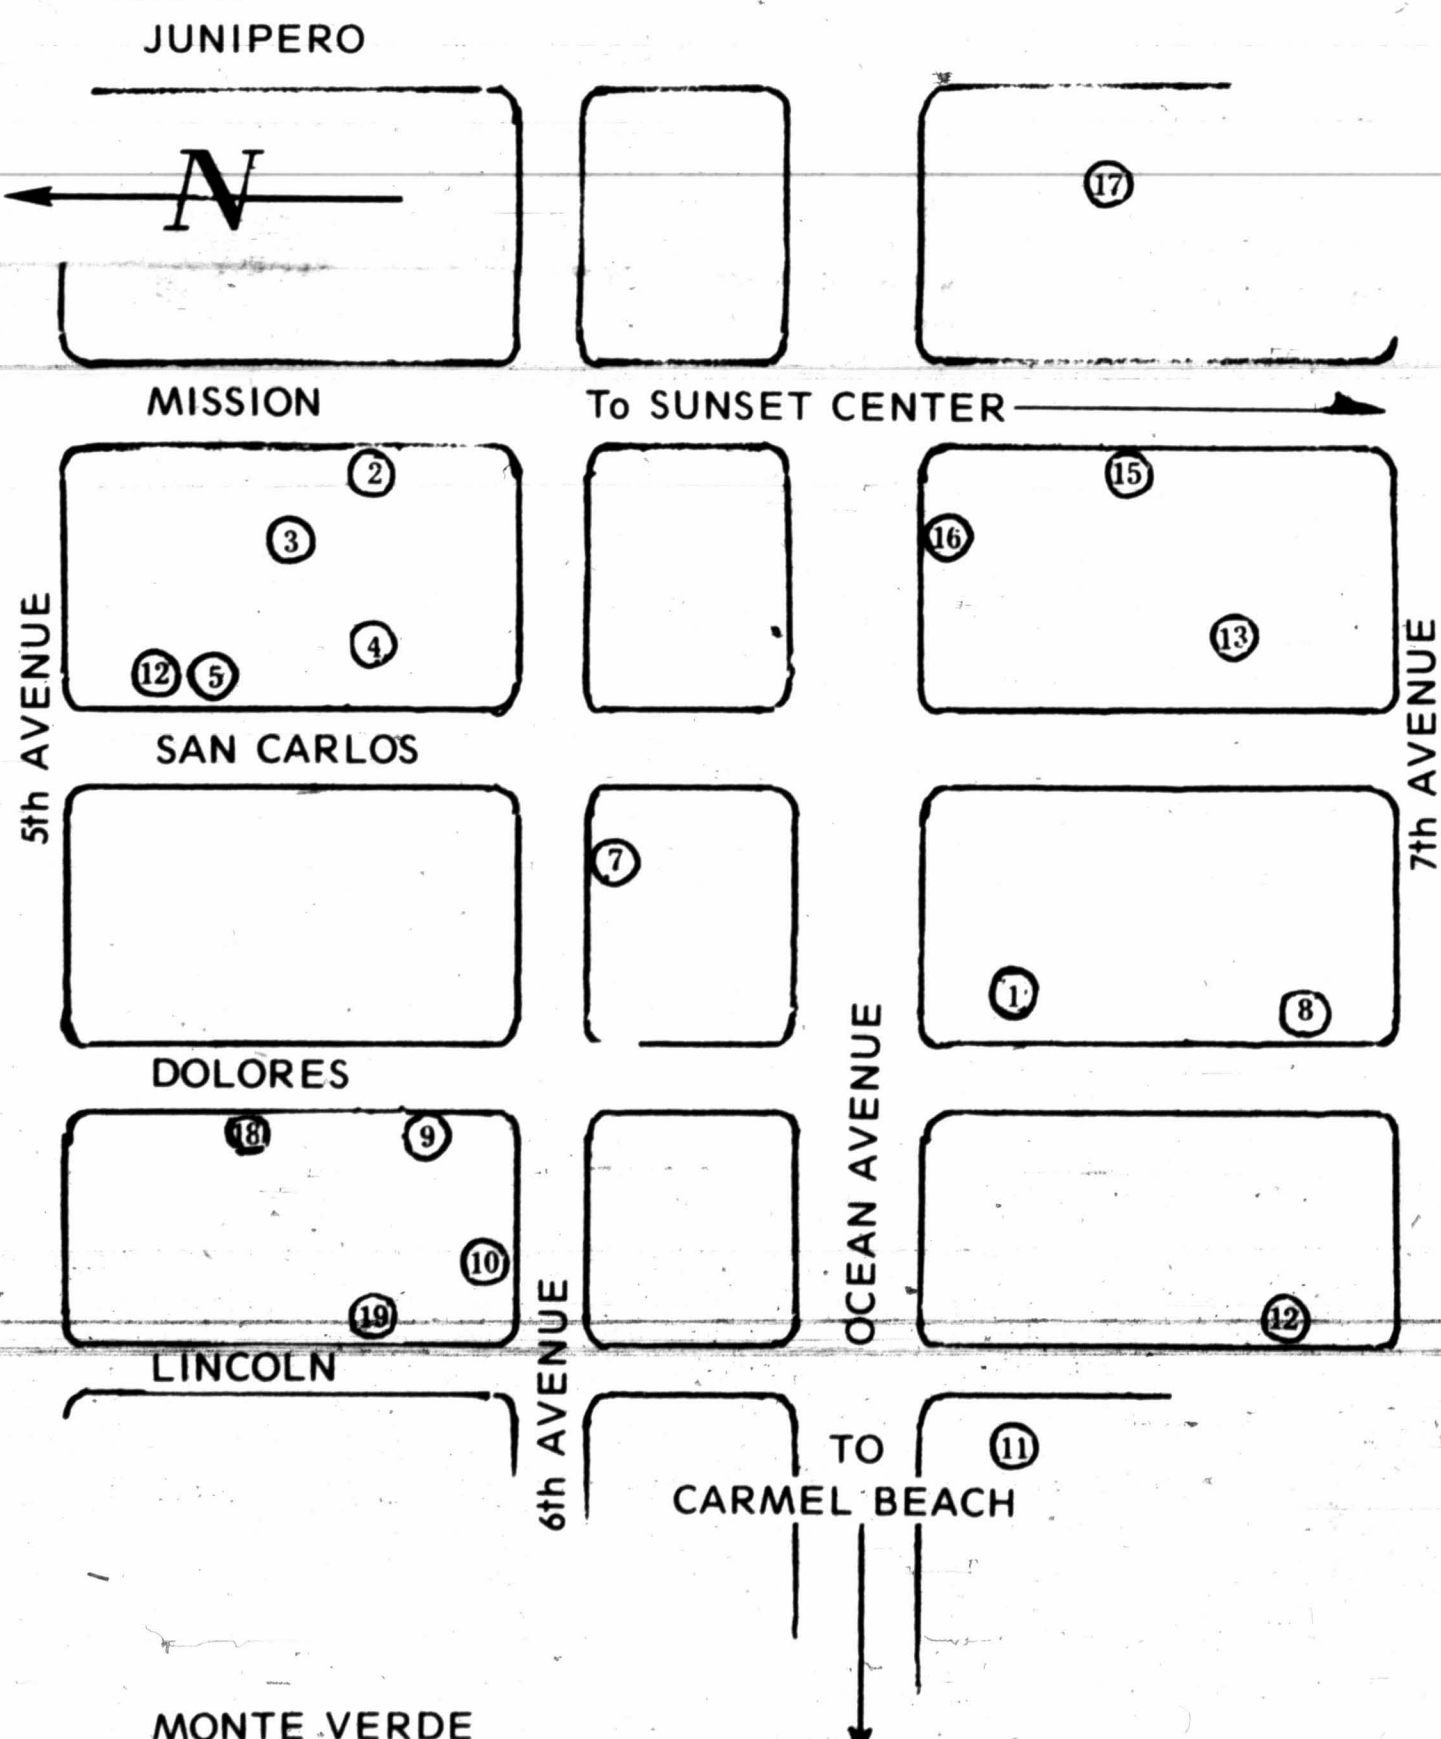 JUNIPERO
N
17
MISSION
To SUNSET CENTER
2
15
3
16
4
13
12
5
5th AVENUE
7th AVENUE
SAN CARLOS
7
1
8
DOLORES
18
9
OCEAN AVENUE
10
19
12
6th AVENUE
LINCOLN
11
TO
CARMEL BEACH
MONTE VERDE